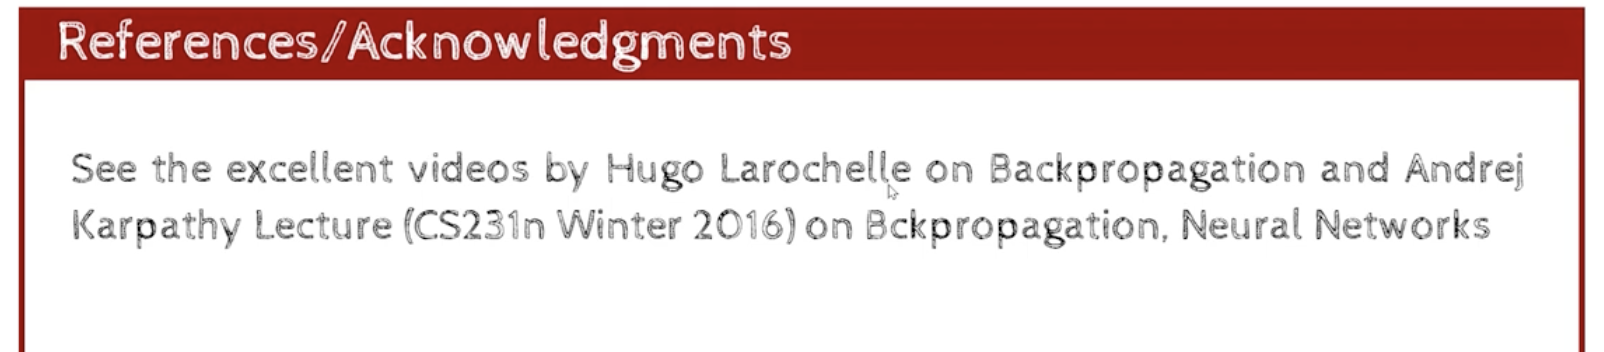 References/Acknowledgments
See the excellent videos by Hugo Larochelle on Backpropagation and Andrej
Karpathy Lecture (CS231n Winter 2016) on Bckpropagation, Neural Networks